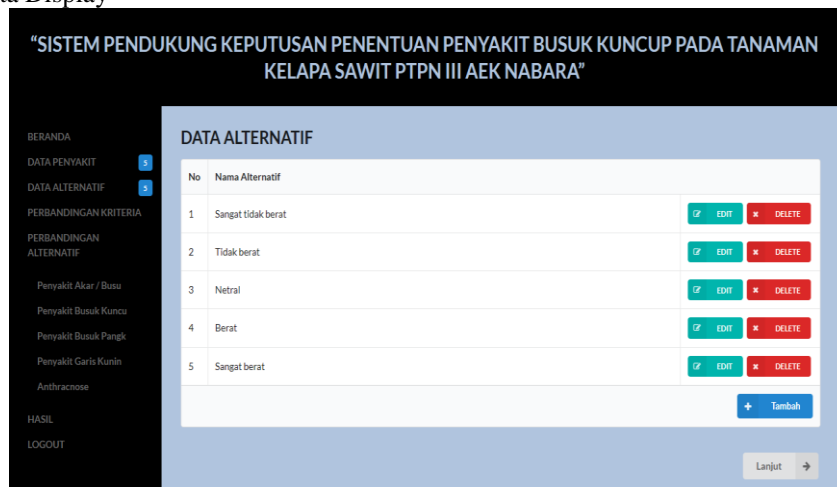 ta Display
“SISTEM PENDUKUNG KEPUTUSAN PENENTUAN PENYAKIT BUSUK KUNCUP PADA TANAMAN
KELAPA SAWIT PTPN III AEK NABARA”
BERANDA
DATA PENYAKIT 5
DATA ALTERNATIF 5
PERBANDINGAN KRITERIA
PERBANDINGAN
ALTERNATIF
Penyakit Akar / Busu
Penyakit Busuk Kuncu
Penyakit Busuk Pangk
Penyakit Garis Kunin
Anthracnose
HASIL
LOGOUT
DATA ALTERNATIF
No Nama Alternatif
1 Sangat tidak berat EDIT DELETE
2 Tidak berat EDIT DELETE
3 Netral EDIT DELETE
4 Berat EDIT DELETE
5 Sangat berat EDIT DELETE
Tambah
Lanjut